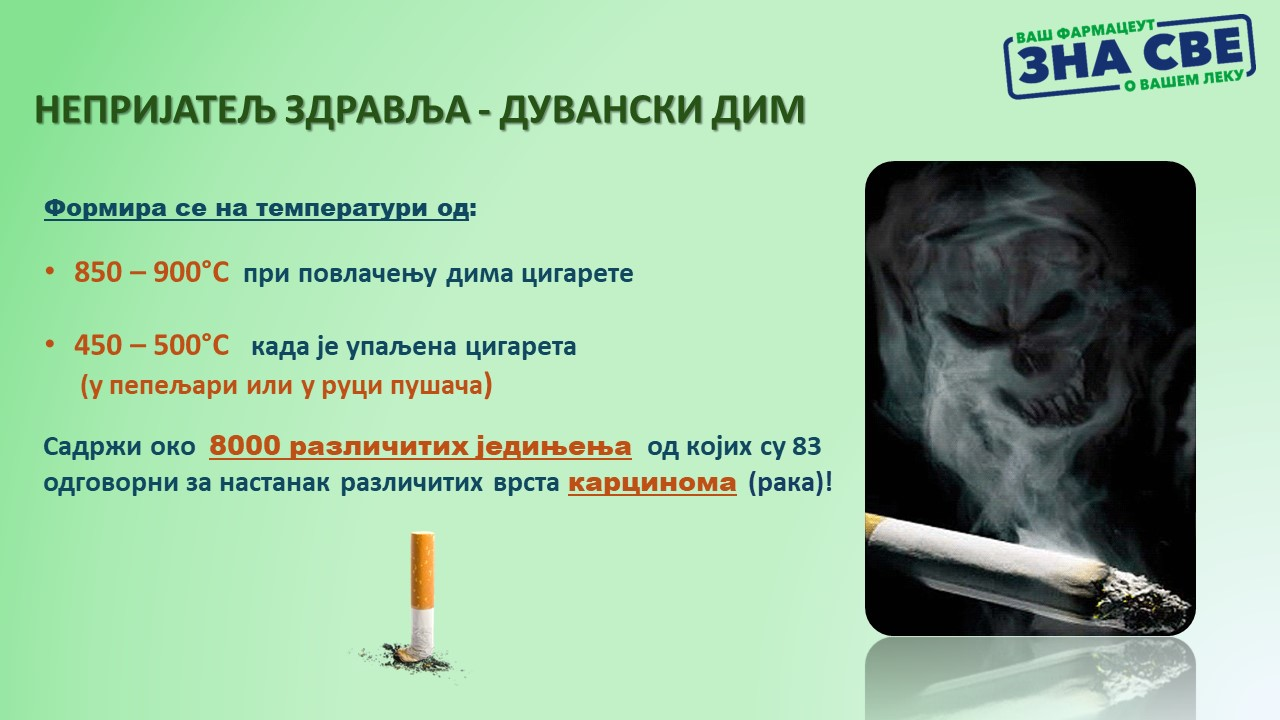 ВАШ ФАРМАЦЕУТ
ЗНА СВЕ
О ВАШЕМ ЛЕКУ
НЕПРИЈАТЕЉ ЗДРАВЉА - ДУВАНСКИ ДИМ
Формира се на температури од:
• 850 – 900°C при повлачењу дима цигарете
• 450 – 500°C када је упаљена цигарета
(у пепељари или у руци пушача)
Садржи око 8000 различитих једињења од којих су 83
одговорни за настанак различитих врста карцинома (рака)!